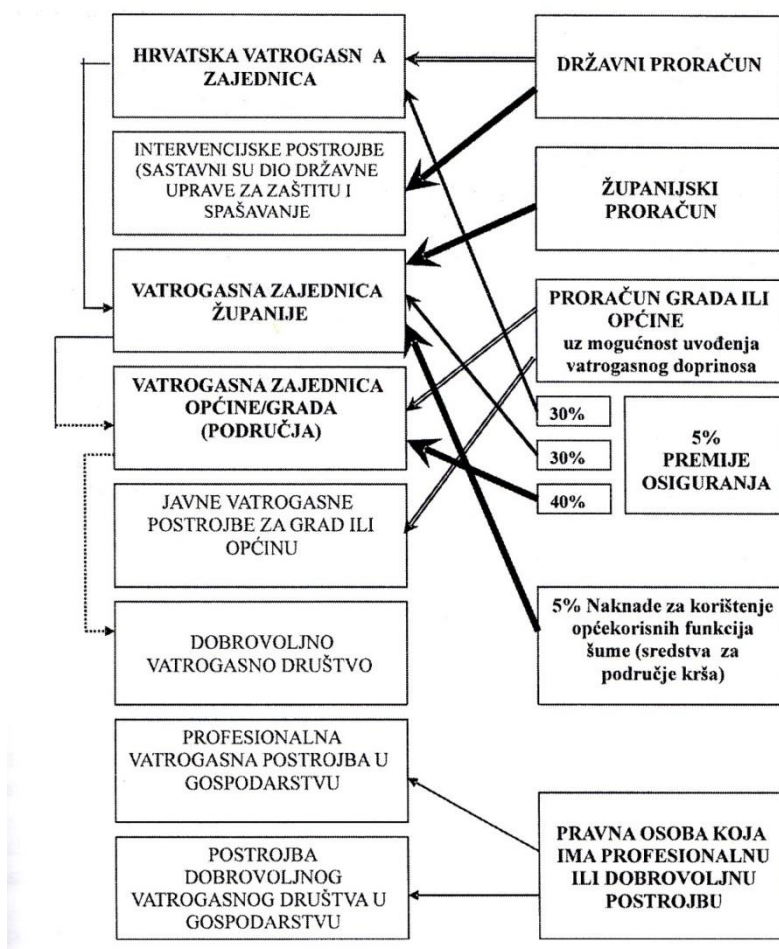 HRVATSKA VATROGASN A
ZAJEDNICA
INTERVENCIJSKE POSTROJBE
(SASTAVNI SU DIO DRŽAVNE
UPRAVE ZA ZAŠTITU I
SPAŠAVANJE
VATROGASNA ZAJEDNICA
ŽUPANIJE
VATROGASNA ZAJEDNICA
OPĆINE/GRADA
(PODRUČJA)
JAVNE VATROGASNE
POSTROJBE ZA GRAD ILI
OPĆINU
DOBROVOLJNO
VATROGASNO DRUŠTVO
PROFESIONALNA
VATROGASNA POSTROJBA U
GOSPODARSTVU
POSTROJBA
DOBROVOLJNOG
VATROGASNOG DRUŠTVA U
GOSPODARSTVU
DRŽAVNI PRORAČUN
ŽUPANIJSKI
PRORAČUN
PRORAČUN GRADA ILI
OPĆINE
uz mogućnost uvođenja
vatrogasnog doprinosa
30%
30%
40%
5%
PREMIJE
OSIGURANJA
5% Naknade za korištenje
općekorisnih funkcija
šume (sredstva za
područje krša)
PRAVNA OSOBA KOJA
IMA PROFESIONALNU
ILI DOBROVOLJNU
POSTROJBU